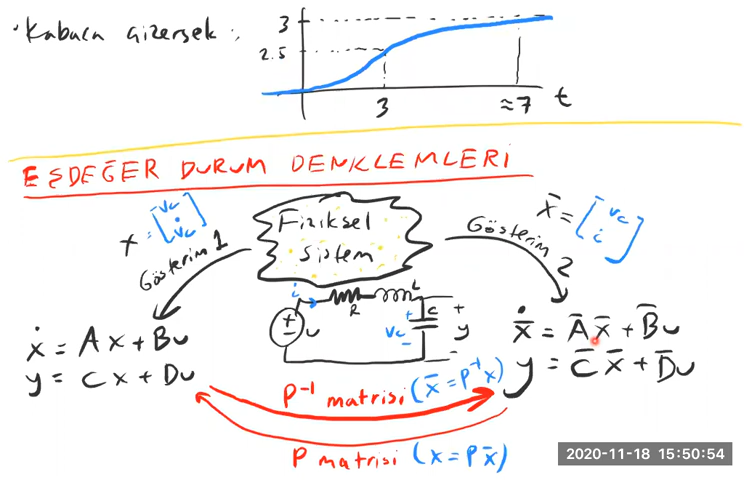 • Kabaca çizersek :
3
2.5
3
≈7
t
EŞDEĞER DURUM DENKLEMLERİ
x = [vc v̇c]
Gösterim 1
Fiziksel
Sistem
Gösterim 2
x̄ = [vc i]
i
R
L
+
−
u
+
vc
−
C
+
y
−
ẋ = Ax + Bu
y = Cx + Du
x̄̇ = Āx̄ + B̄u
y = C̄x̄ + D̄u
P⁻¹ matrisi (x̄ = P⁻¹x)
P matrisi (x = Px̄)
2020-11-18 15:50:54